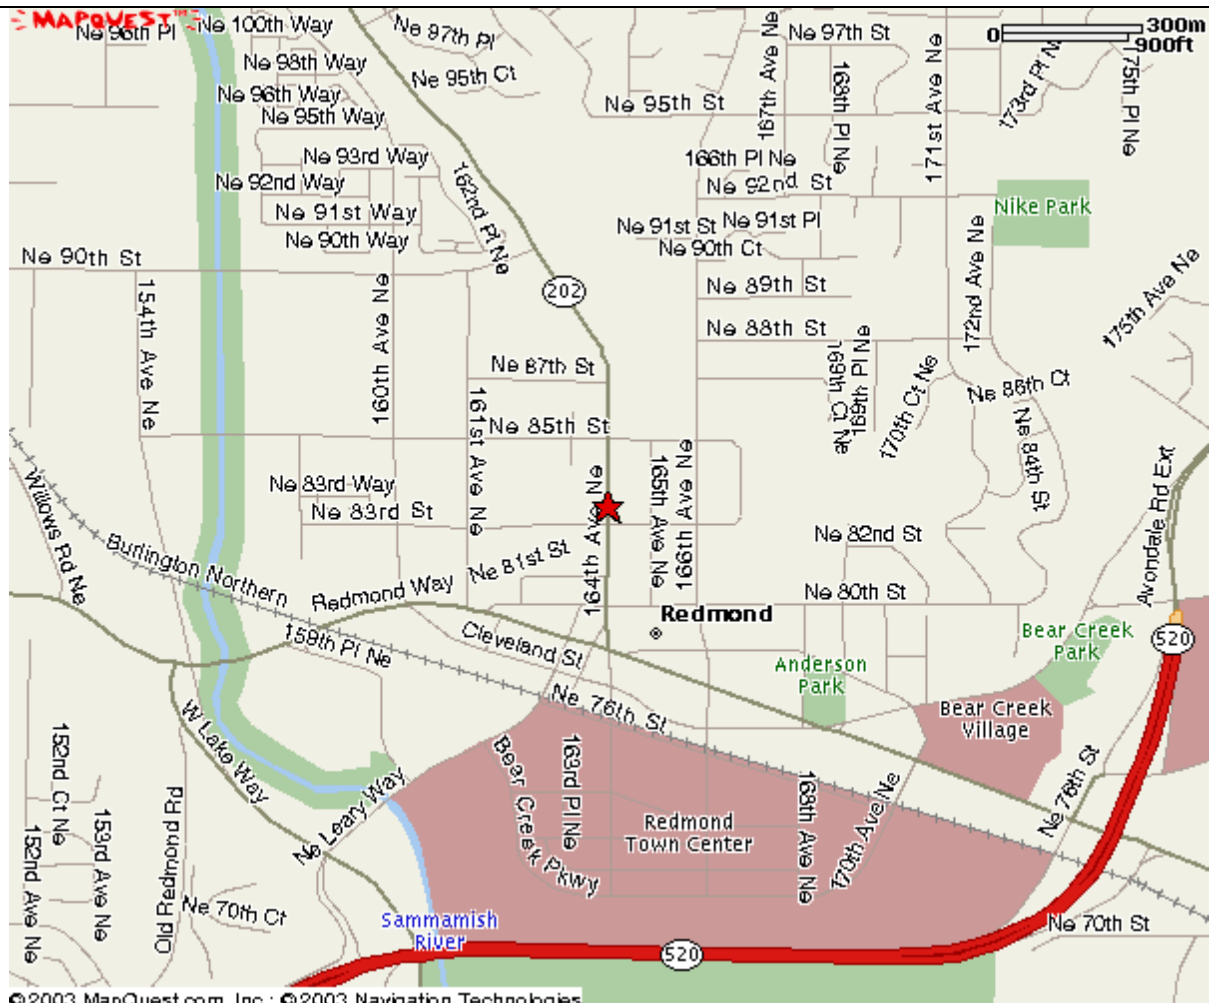 MAPQUEST
TM
0
300m
900ft
Ne 96th Pl
Ne 100th Way
Ne 98th Way
Ne 96th Way
Ne 95th Way
Ne 93rd Way
Ne 92nd Way
Ne 91st Way
Ne 90th Way
Ne 97th Pl
Ne 95th Ct
Ne 97th St
Ne 95th St
167th Ave Ne
168th Pl Ne
171st Ave Ne
173rd Pl Ne
75th Pl Ne
166th Pl Ne
Ne 92nd St
Ne 91st St
Ne 91st Pl
Ne 90th Ct
Ne 89th St
Ne 88th St
Nike Park
162nd Pl Ne
202
Ne 90th St
154th Ave Ne
160th Ave Ne
161st Ave Ne
Ne 87th St
Ne 85th St
172nd Ave Ne
175th Ave Ne
169th Ct Ne
169th Pl Ne
170th Ct Ne
Ne 86th Ct
Ne 84th St
Ne 83rd Way
Ne 83rd St
164th Ave Ne
165th Ave Ne
166th Ave Ne
Ne 82nd St
Ne 81st St
Ne 80th St
Avondale Rd Ext
Willows Rd Ne
Burlington Northern
Redmond Way
Redmond
159th Pl Ne
Cleveland St
Ne 76th St
Anderson
Park
Bear Creek
Park
520
Bear Creek
Village
W Lake Way
Ne Leary Way
Bear Creek Pkwy
163rd Pl Ne
Redmond
Town Center
168th Ave Ne
170th Ave Ne
Ne 76th St
152nd Ct Ne
152nd Ave Ne
153rd Ave Ne
Old Redmond Rd
Ne 70th Ct
Sammamish
River
520
Ne 70th St
©2003 MapQuest.com, Inc.; ©2003 Navigation Technologies